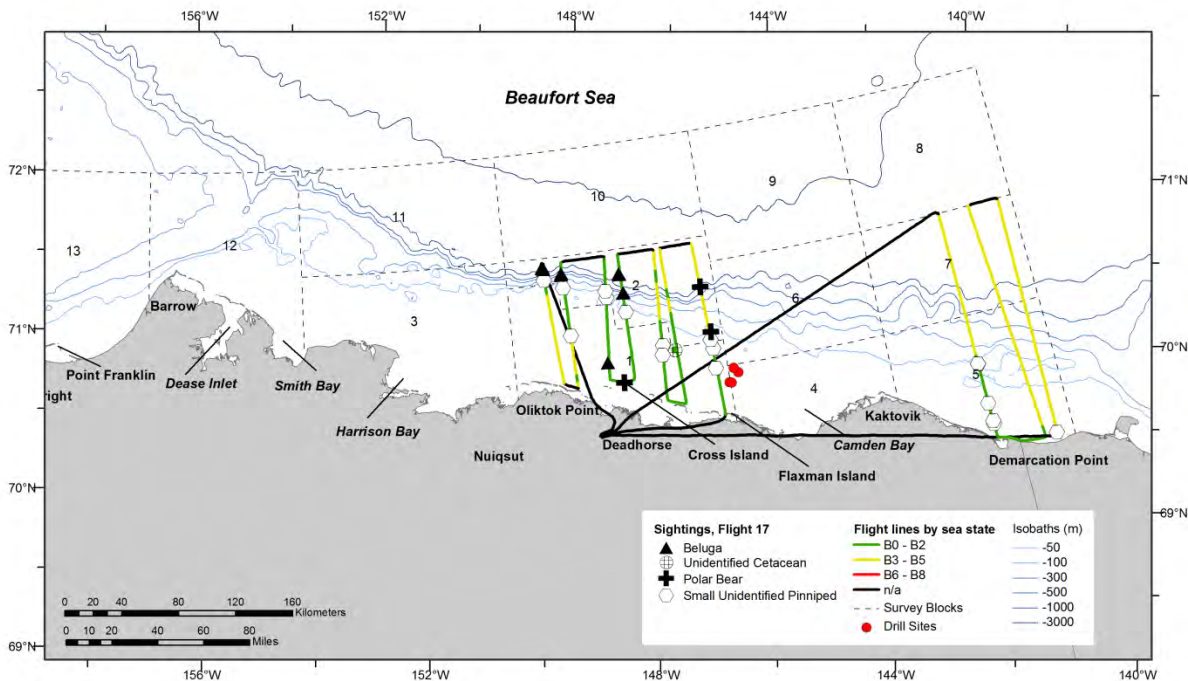 156°W 152°W 148°W 144°W 140°W
Beaufort Sea
8
72°N 71°N
9
10
11
12
13
7
2
6
3
Barrow
71°N 70°N
Point Franklin
Dease Inlet
Smith Bay
1
5
4
right
Kaktovik
Oliktok Point
Harrison Bay
Deadhorse
Camden Bay
Nuiqsut
Cross Island
Demarcation Point
Flaxman Island
70°N 69°N
Sightings, Flight 17
Beluga
Unidentified Cetacean
Polar Bear
Small Unidentified Pinniped
Flight lines by sea state
B0 - B2
B3 - B5
B6 - B8
n/a
Survey Blocks
Drill Sites
Isobaths (m)
-50
-100
-300
-500
-1000
-3000
0 20 40 80 120 160
Kilometers
0 10 20 40 60 80
Miles
69°N
156°W 152°W 148°W 144°W 140°W